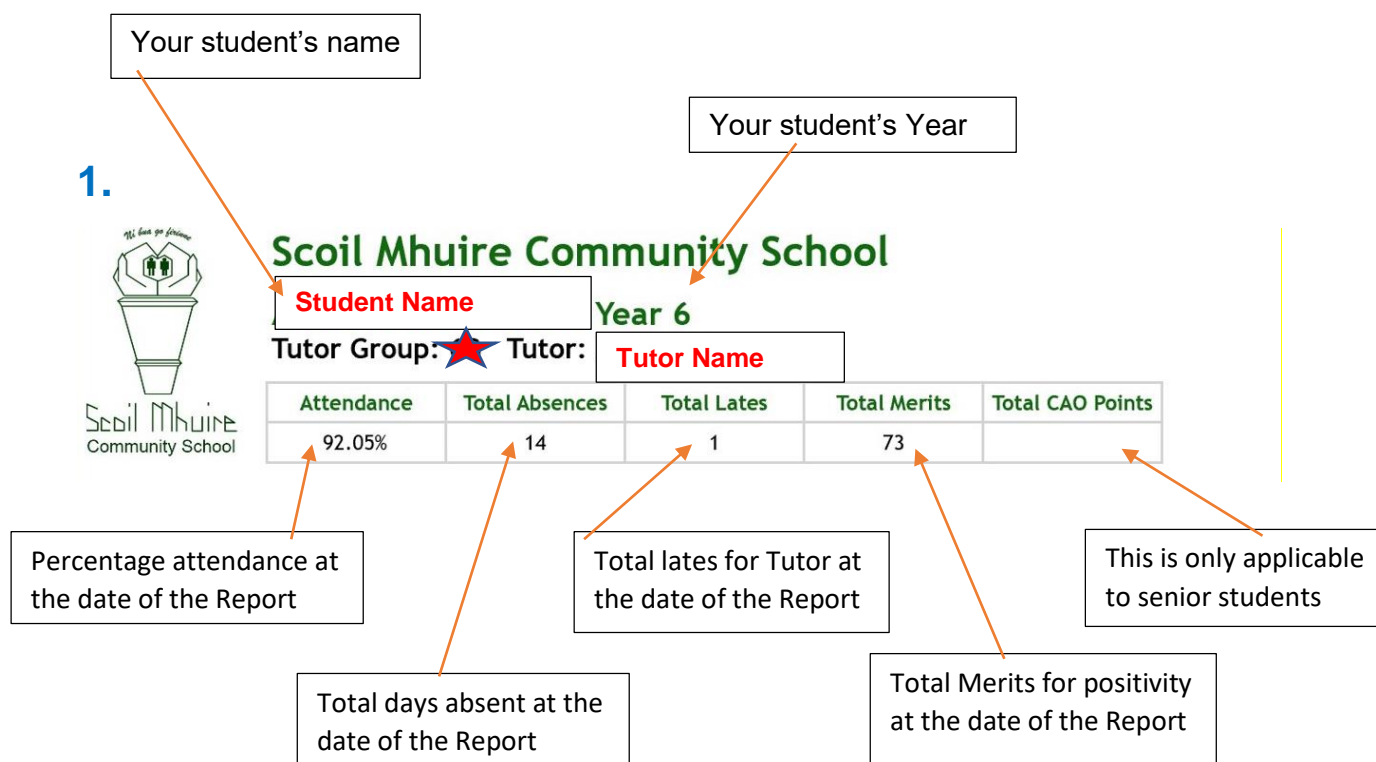 Your student’s name
Your student’s Year
1.
Ní bua go fírinne
Scoil Mhuire Community School
Student Name
Year 6
Tutor Group:
Tutor:
Tutor Name
Scoil Mhuire
Community School
Attendance Total Absences Total Lates Total Merits Total CAO Points
92.05% 14 1 73
Percentage attendance at
the date of the Report
Total lates for Tutor at
the date of the Report
This is only applicable
to senior students
Total days absent at the
date of the Report
Total Merits for positivity
at the date of the Report